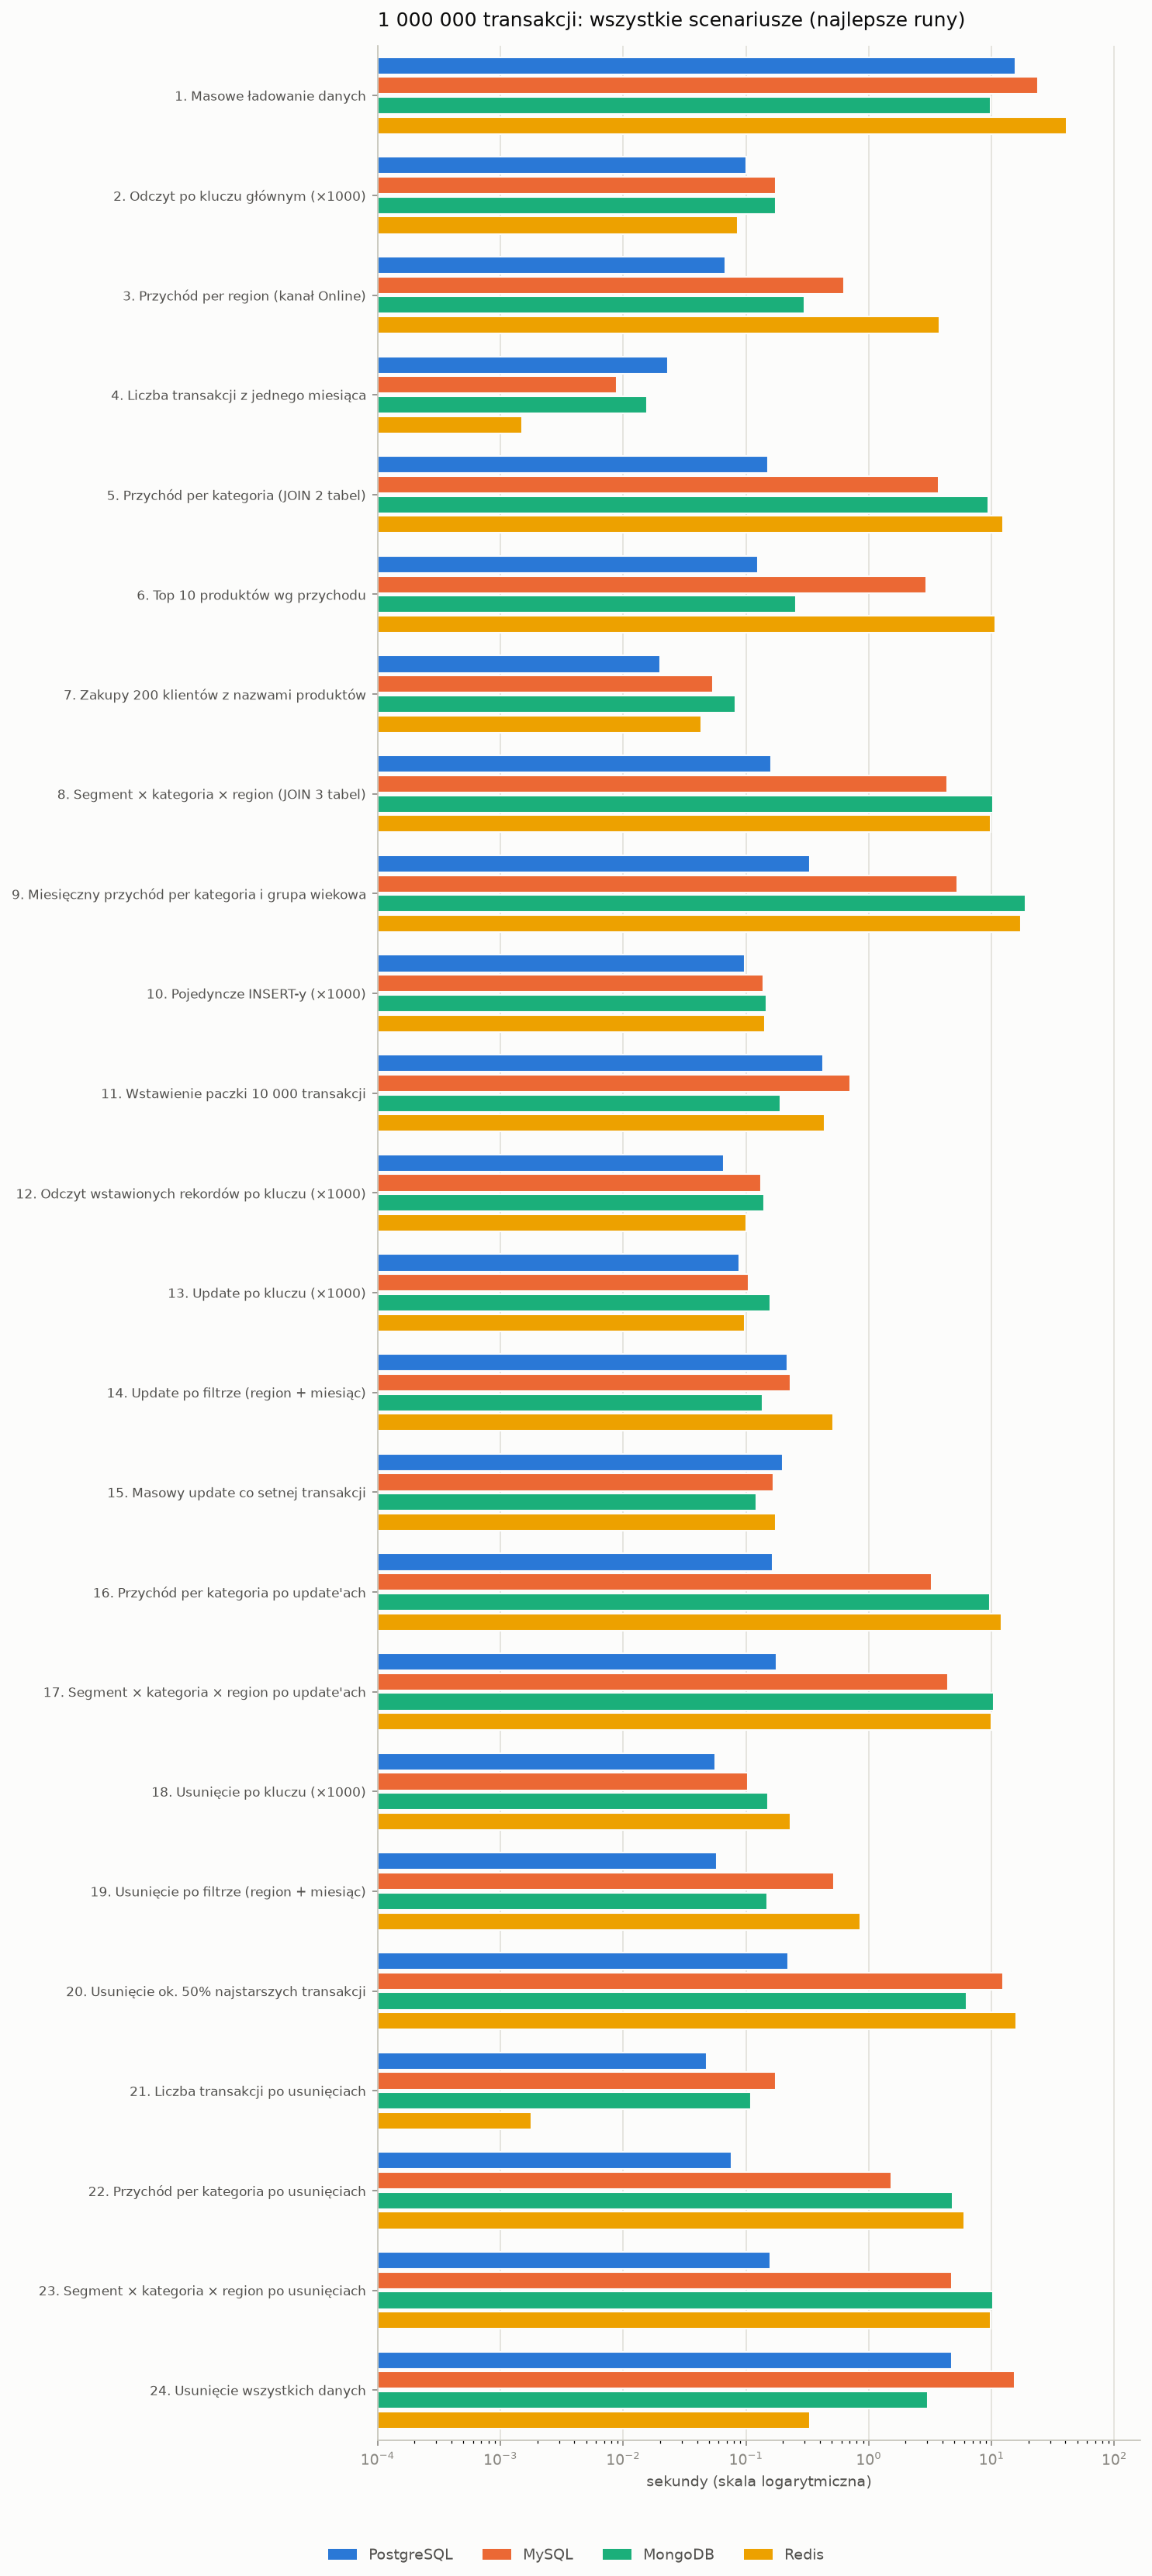 1 000 000 transakcji: wszystkie scenariusze (najlepsze runy)
1. Masowe ładowanie danych
2. Odczyt po kluczu głównym (×1000)
3. Przychód per region (kanał Online)
4. Liczba transakcji z jednego miesiąca
5. Przychód per kategoria (JOIN 2 tabel)
6. Top 10 produktów wg przychodu
7. Zakupy 200 klientów z nazwami produktów
8. Segment × kategoria × region (JOIN 3 tabel)
9. Miesięczny przychód per kategoria i grupa wiekowa
10. Pojedyncze INSERT-y (×1000)
11. Wstawienie paczki 10 000 transakcji
12. Odczyt wstawionych rekordów po kluczu (×1000)
13. Update po kluczu (×1000)
14. Update po filtrze (region + miesiąc)
15. Masowy update co setnej transakcji
16. Przychód per kategoria po update'ach
17. Segment × kategoria × region po update'ach
18. Usunięcie po kluczu (×1000)
19. Usunięcie po filtrze (region + miesiąc)
20. Usunięcie ok. 50% najstarszych transakcji
21. Liczba transakcji po usunięciach
22. Przychód per kategoria po usunięciach
23. Segment × kategoria × region po usunięciach
24. Usunięcie wszystkich danych
10⁻⁴ 10⁻³ 10⁻² 10⁻¹ 10⁰ 10¹ 10²
sekundy (skala logarytmiczna)
PostgreSQL MySQL MongoDB Redis